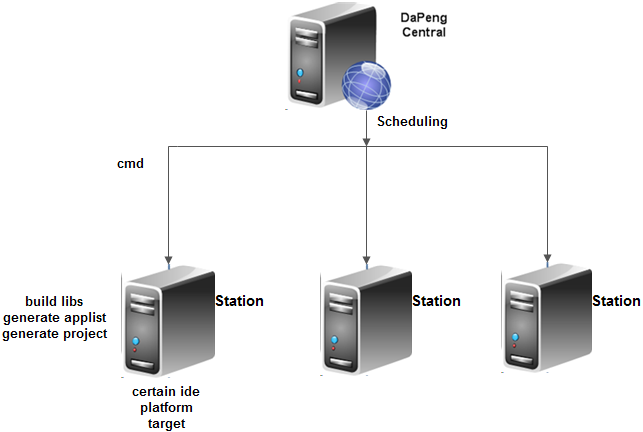 DaPeng
Central
Scheduling
cmd
Station
Station
Station
build libs
generate applist
generate project
certain ide
platform
target